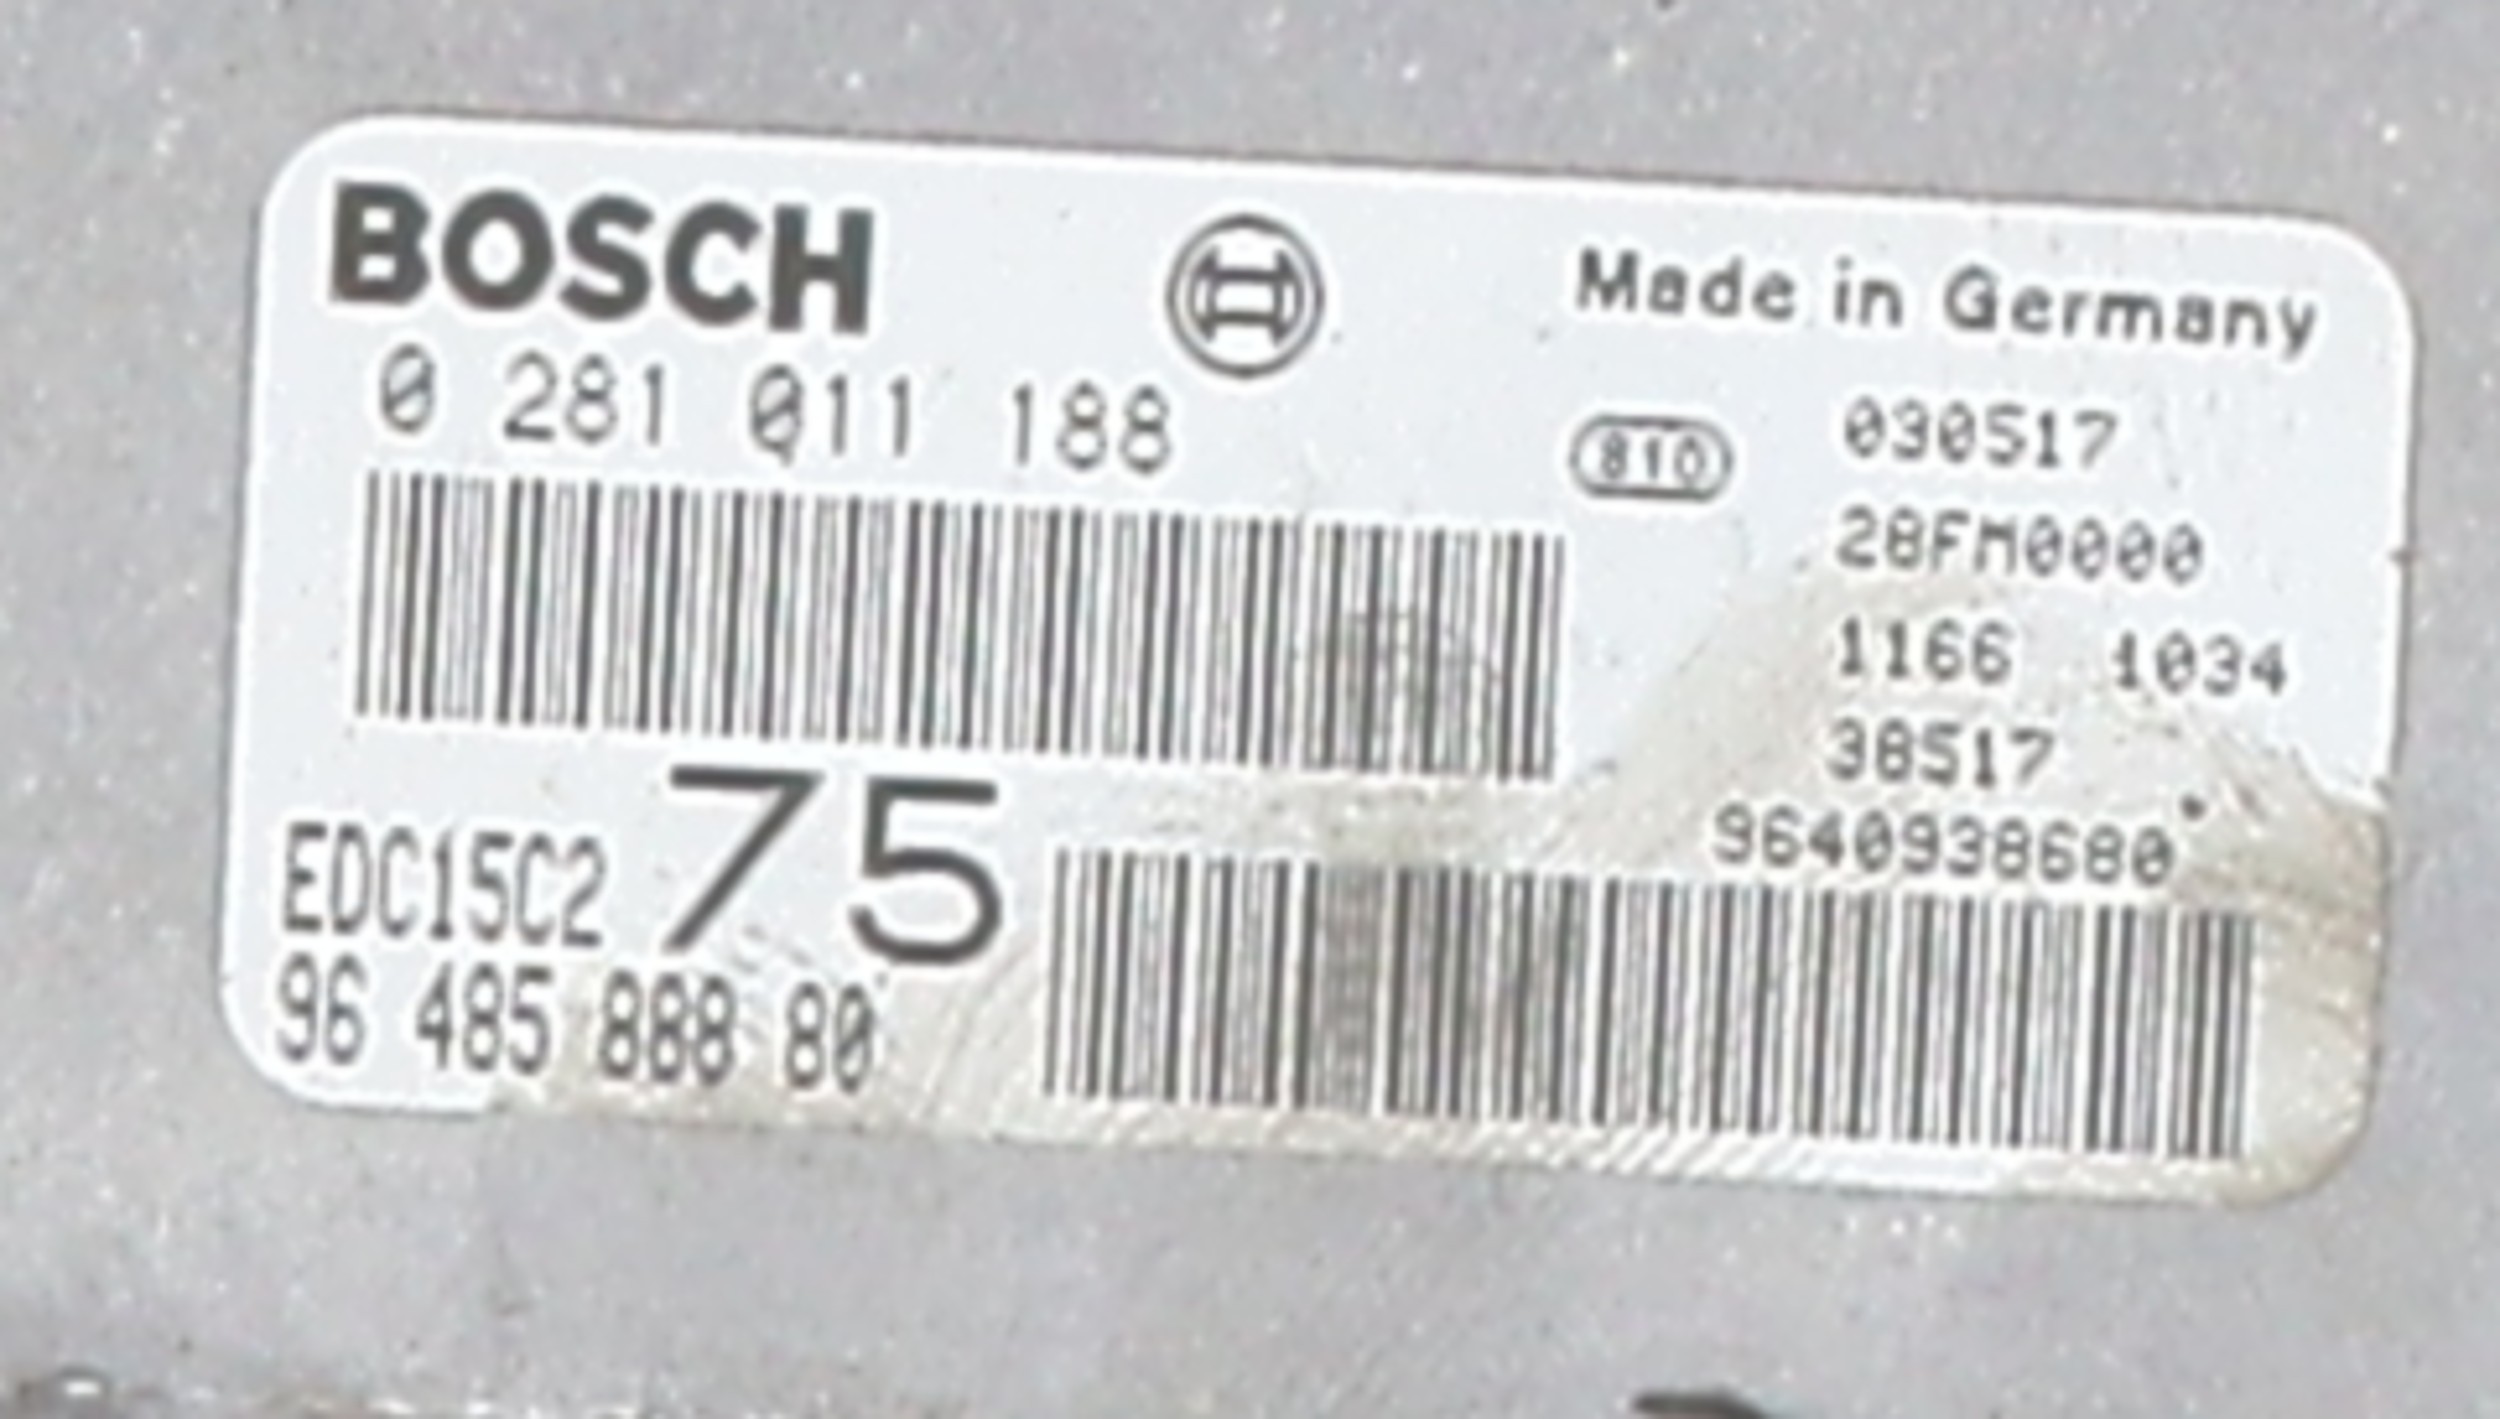 BOSCH
Made in Germany
0 281 011 188
810
030517
28FM0000
1166 1034
38517
75
EDC15C2
9640938680
96 485 888 80